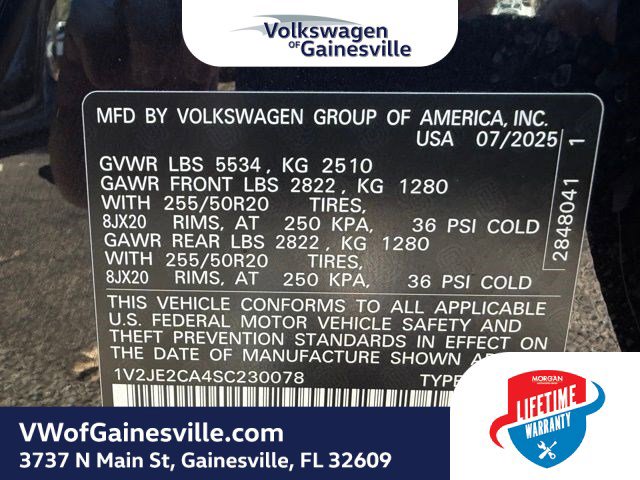 Volkswagen
OF Gainesville
MFD BY VOLKSWAGEN GROUP OF AMERICA, INC.
USA 07/2025
GVWR LBS 5534, KG 2510
GAWR FRONT LBS 2822, KG 1280
WITH 255/50R20 TIRES,
8JX20 RIMS, AT 250 KPA, 36 PSI COLD
GAWR REAR LBS 2822, KG 1280
WITH 255/50R20 TIRES,
8JX20 RIMS, AT 250 KPA, 36 PSI COLD
THIS VEHICLE CONFORMS TO ALL APPLICABLE
U.S. FEDERAL MOTOR VEHICLE SAFETY AND
THEFT PREVENTION STANDARDS IN EFFECT ON
THE DATE OF MANUFACTURE SHOWN
1V2JE2CA4SC230078 TYPE
2848041 1
MORGAN
LIFETIME
WARRANTY
VWofGainesville.com
3737 N Main St, Gainesville, FL 32609